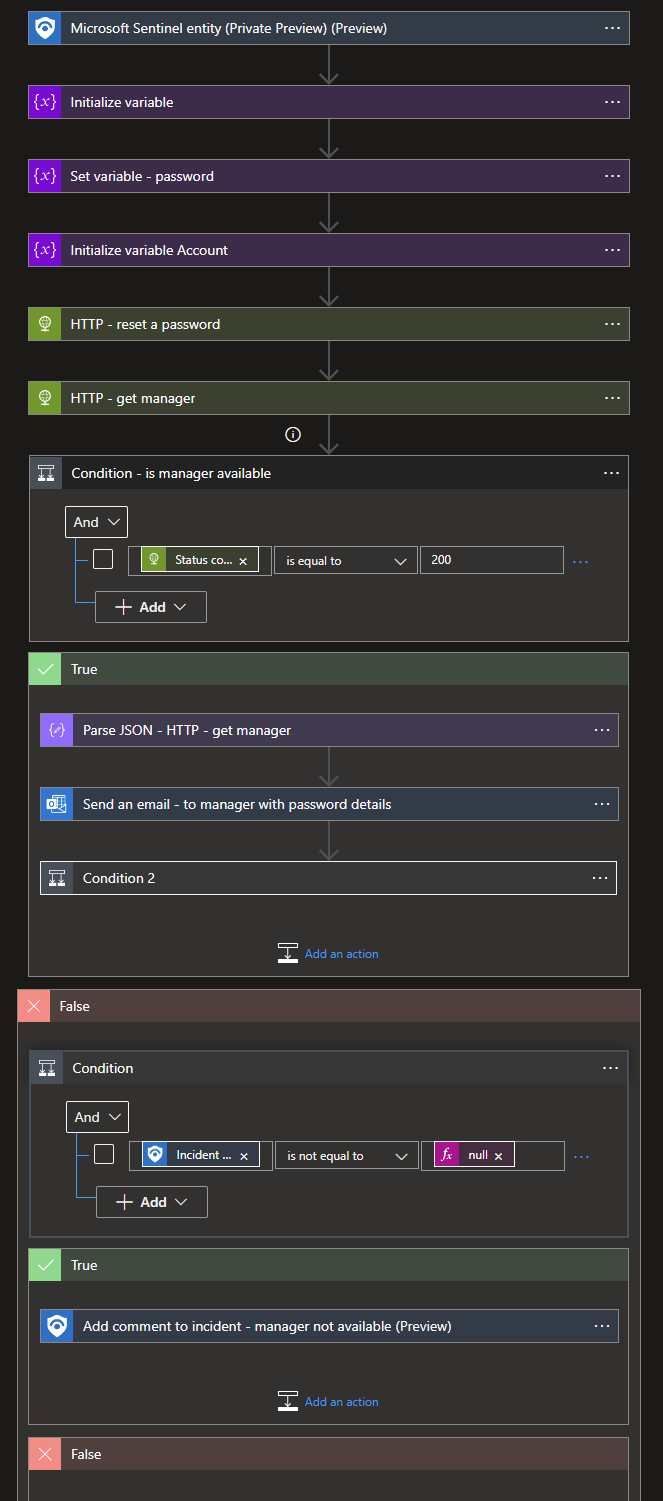 Microsoft Sentinel entity (Private Preview) (Preview)
Initialize variable
Set variable - password
Initialize variable Account
HTTP - reset a password
HTTP - get manager
Condition - is manager available
And
Status co... is equal to 200
Add
True
Parse JSON - HTTP - get manager
Send an email - to manager with password details
Condition 2
Add an action
False
Condition
And
Incident ... is not equal to fx null
Add
True
Add comment to incident - manager not available (Preview)
Add an action
False